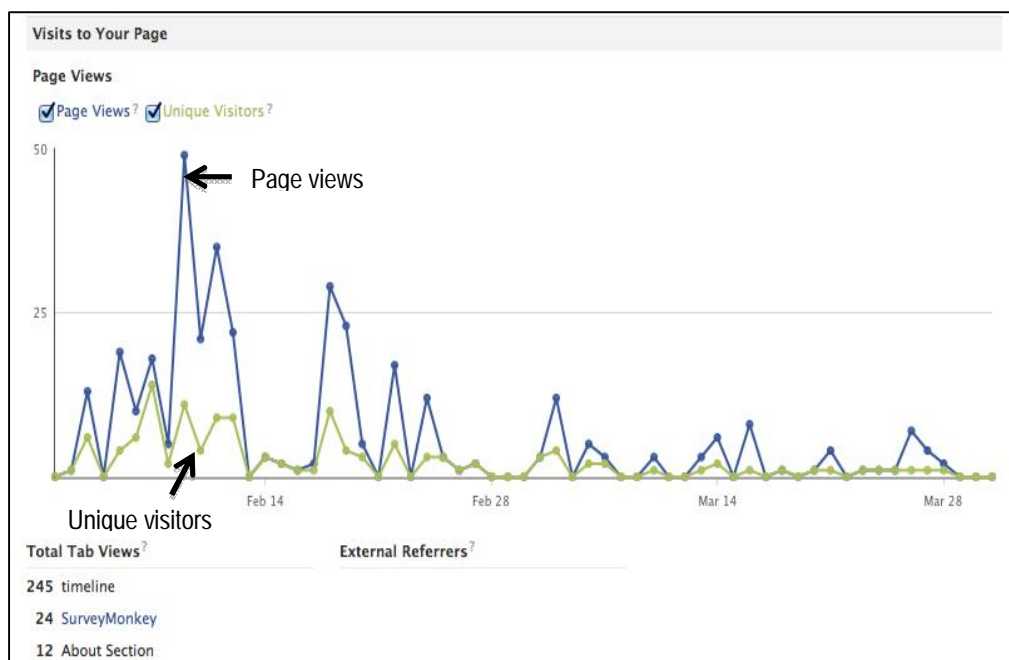 Visits to Your Page
Page Views
Page Views? Unique Visitors?
50
Page views
25
Feb 14 Feb 28 Mar 14 Mar 28
Unique visitors
Total Tab Views? External Referrers?
245 timeline
24 SurveyMonkey
12 About Section